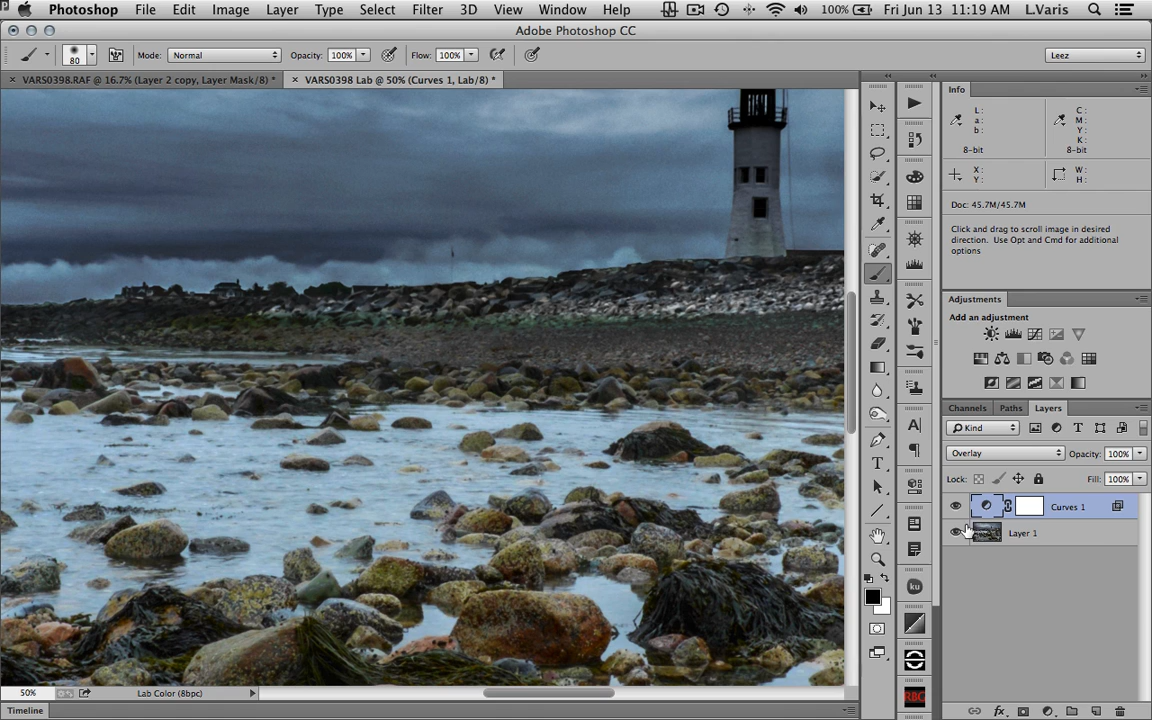 Photoshop File Edit Image Layer Type Select Filter 3D View Window Help 100% Fri Jun 13 11:19 AM L.Varis
Adobe Photoshop CC
80 Mode: Normal Opacity: 100% Flow: 100% Leez
× VARS0398.RAF @ 16.7% (Layer 2 copy, Layer Mask/8) * × VARS0398 Lab @ 50% (Curves 1, Lab/8) *
Info
L: C:
a: M:
b: Y:
K:
8-bit 8-bit
X: W:
Y: H:
Doc: 45.7M/45.7M
Click and drag to scroll image in desired
direction. Use Opt and Cmd for additional
options
Adjustments
Add an adjustment
Channels Paths Layers
Kind
Overlay Opacity: 100%
Lock: Fill: 100%
Curves 1
Layer 1
A
T
ku
RBG
50% Lab Color (8bpc)
Timeline